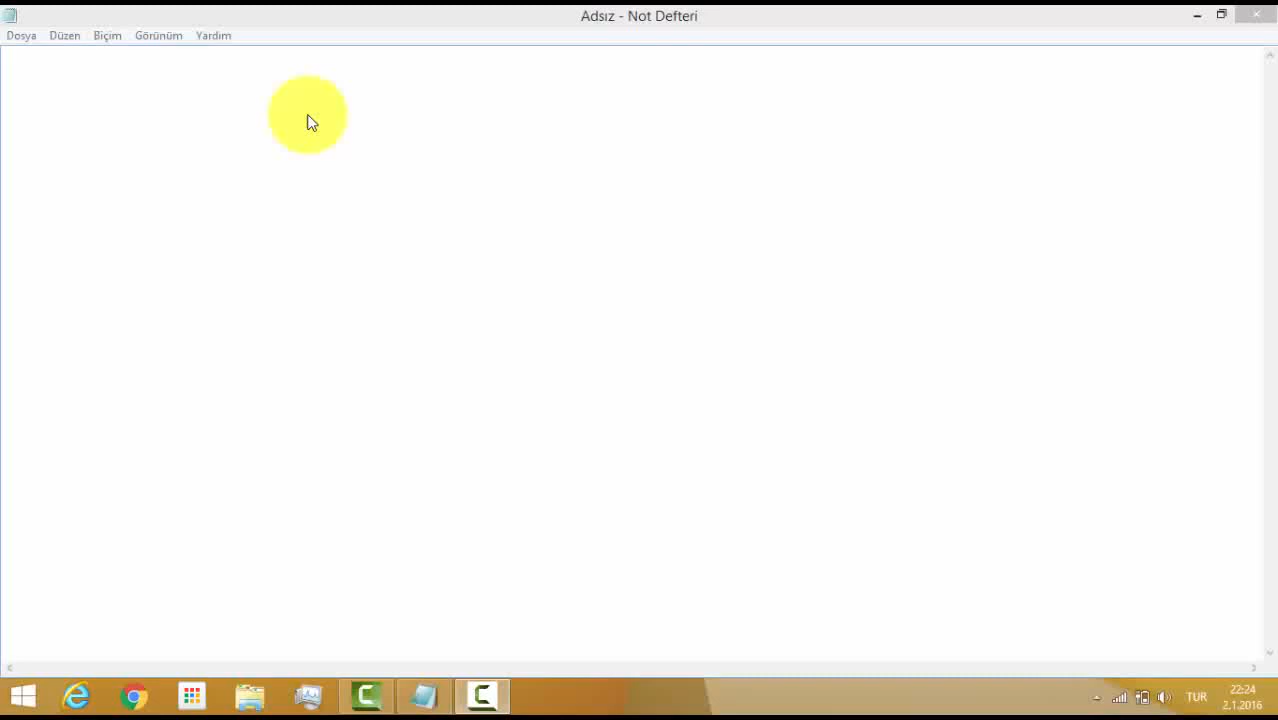 Adsız - Not Defteri
Dosya Düzen Biçim Görünüm Yardım
TUR
22:24
2.1.2016